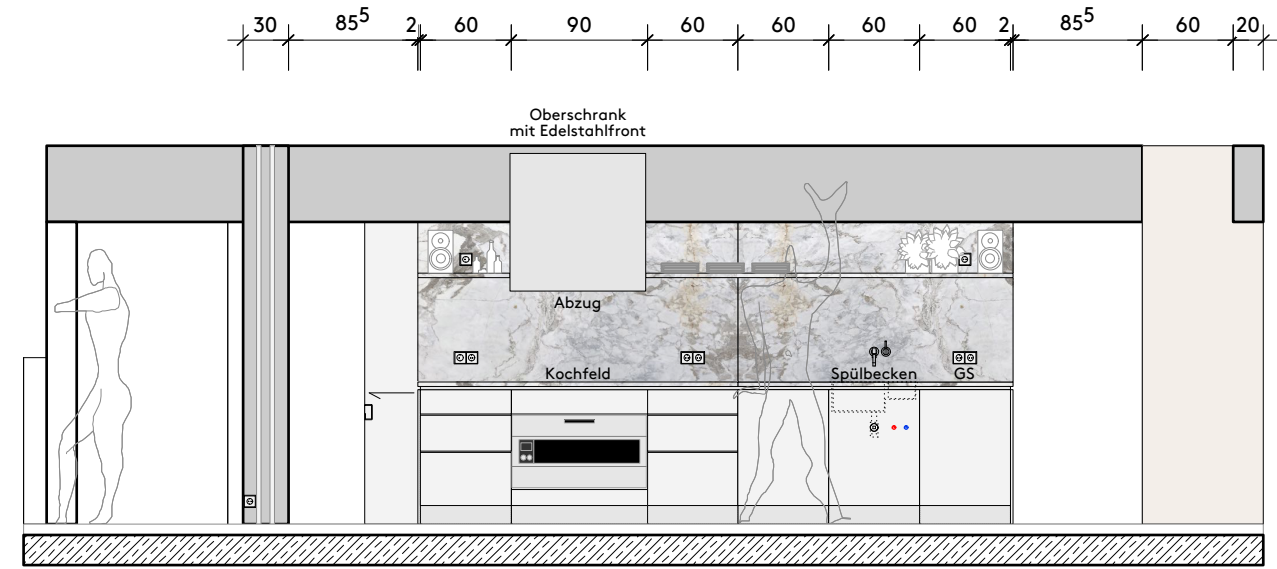 30 85⁵ 2 60 90 60 60 60 60 2 85⁵ 60 20
Oberschrank
mit Edelstahlfront
Abzug
Kochfeld Spülbecken GS